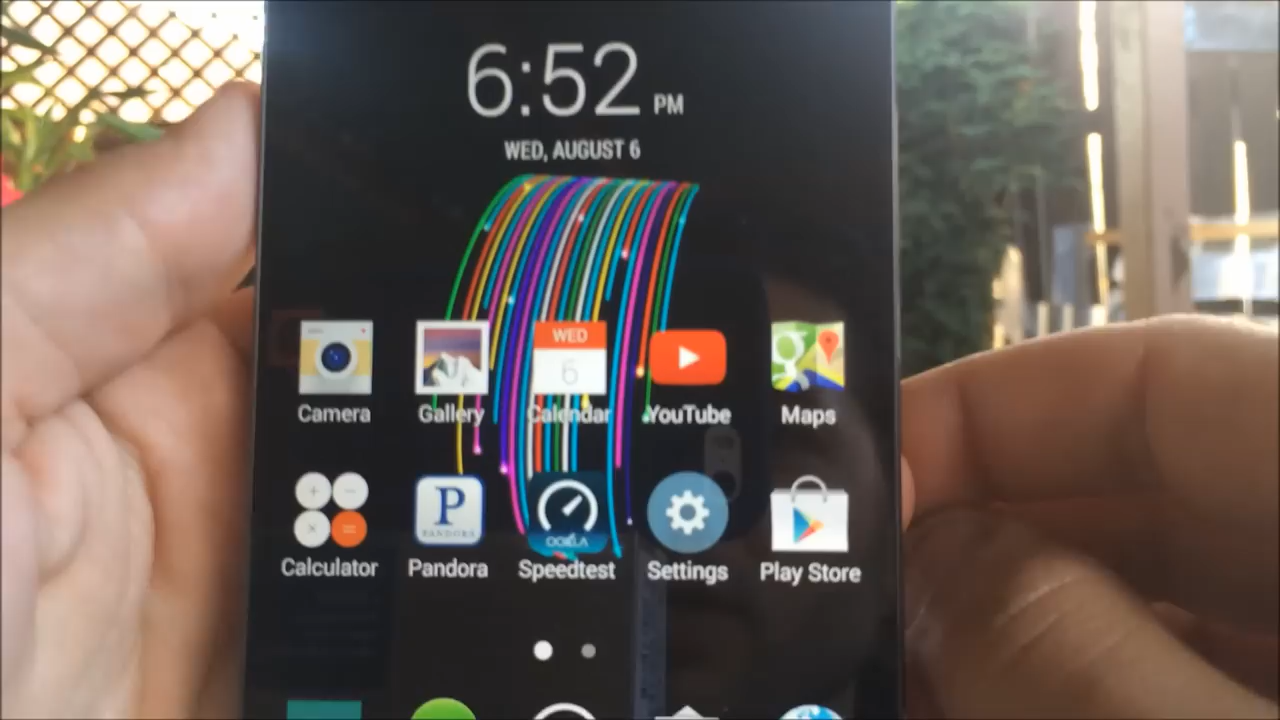 6:52 PM
WED, AUGUST 6
WED
6
Camera
Gallery
Calendar
YouTube
g
Maps
P
PANDORA
OOKLA
Calculator
Pandora
Speedtest
Settings
Play Store